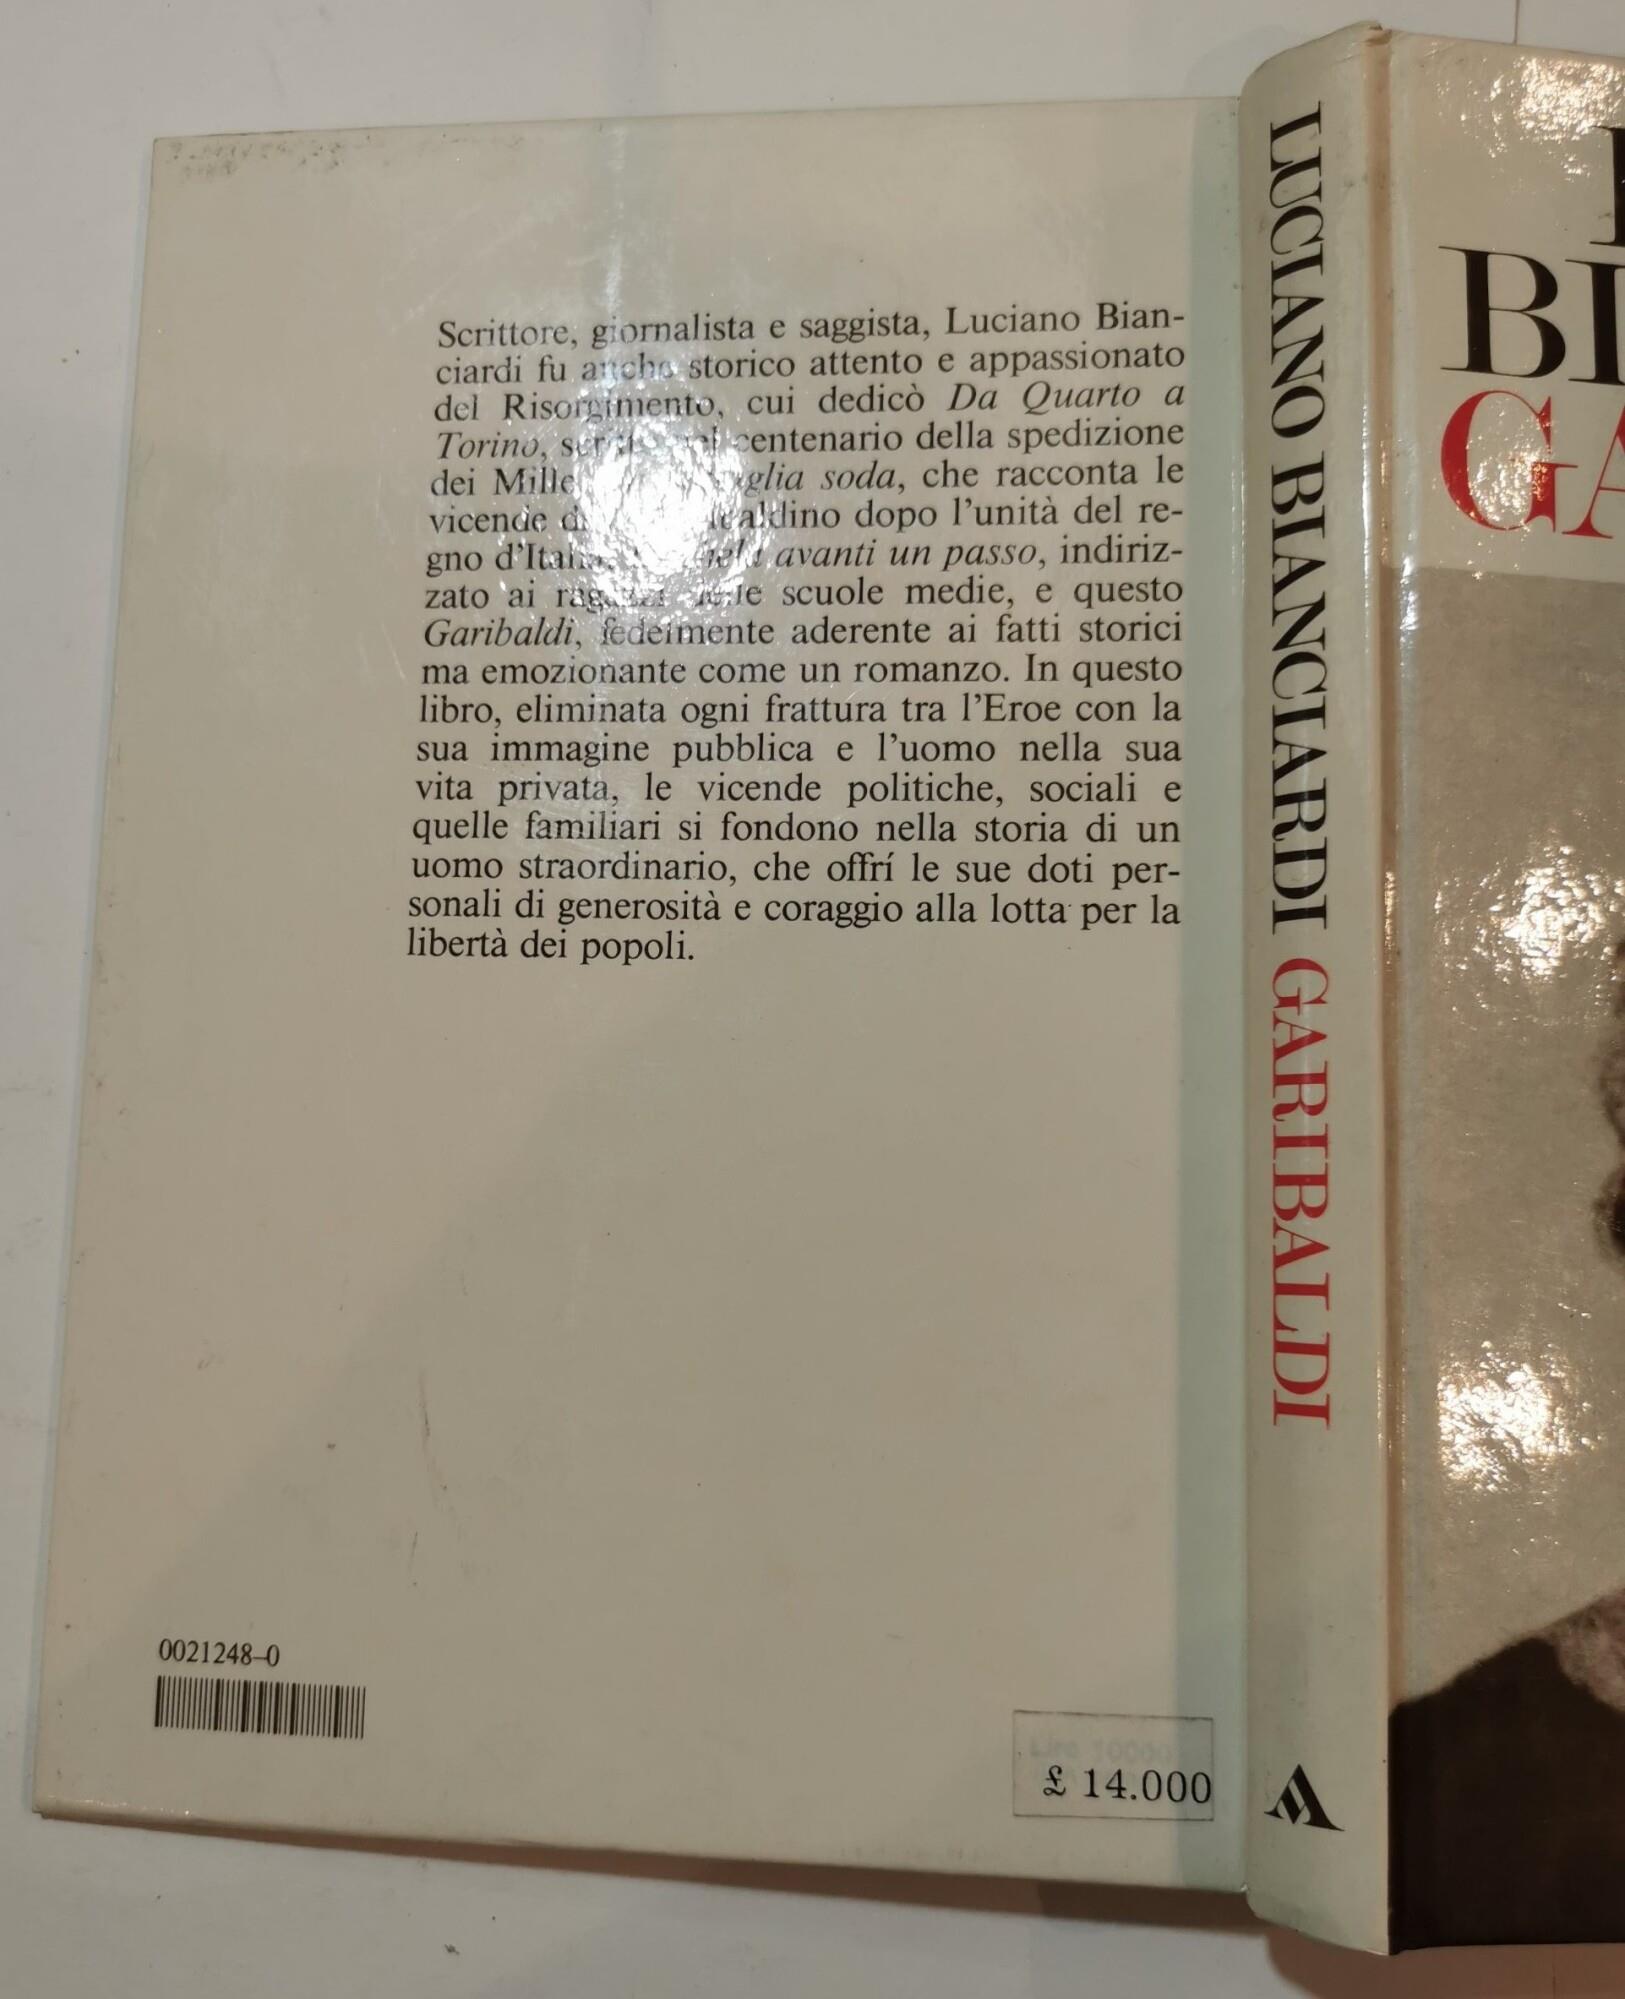 Scrittore, giornalista e saggista, Luciano Bian-
ciardi fu anche storico attento e appassionato
del Risorgimento, cui dedicò Da Quarto a
Torino, centenario della spedizione
dei Mille soda, che racconta le
vicende dopo l’unità del re-
gno d’Italia, avanti un passo, indiriz-
zato ai ragazzi delle scuole medie, e questo
Garibaldi, fedelmente aderente ai fatti storici
ma emozionante come un romanzo. In questo
libro, eliminata ogni frattura tra l’Eroe con la
sua immagine pubblica e l’uomo nella sua
vita privata, le vicende politiche, sociali e
quelle familiari si fondono nella storia di un
uomo straordinario, che offrí le sue doti per-
sonali di generosità e coraggio alla lotta per la
libertà dei popoli.
0021248–0
Lire 10000
£ 14.000
LUCIANO BIANCIARDI GARIBALDI